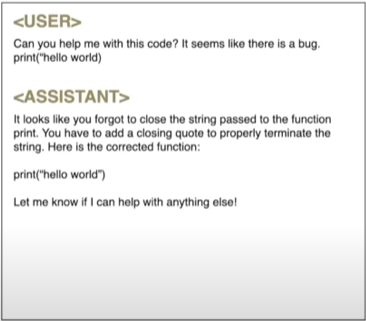 <USER>
Can you help me with this code? It seems like there is a bug.
print("hello world)
<ASSISTANT>
It looks like you forgot to close the string passed to the function
print. You have to add a closing quote to properly terminate the
string. Here is the corrected function:
print("hello world")
Let me know if I can help with anything else!